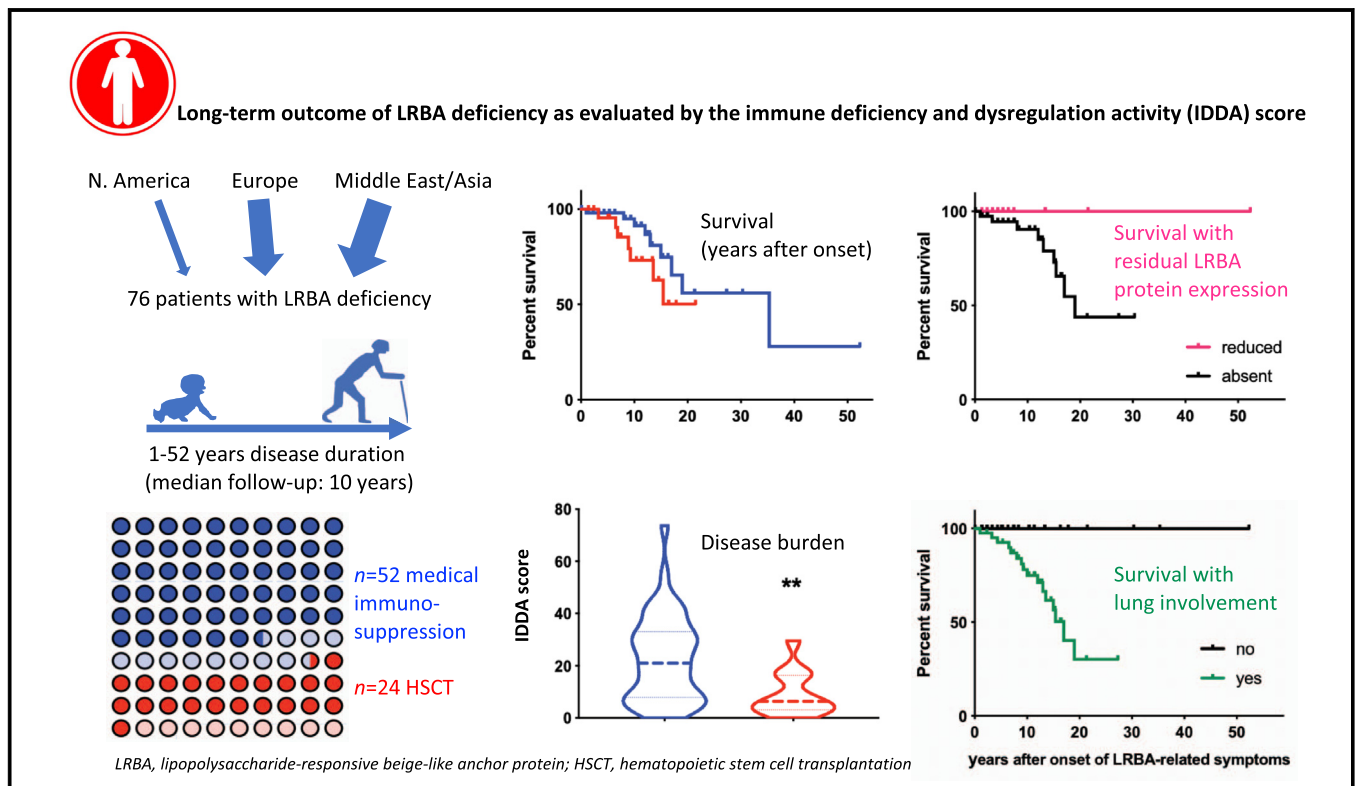 Long-term outcome of LRBA deficiency as evaluated by the immune deficiency and dysregulation activity (IDDA) score
N. America
Europe
Middle East/Asia
76 patients with LRBA deficiency
1-52 years disease duration
(median follow-up: 10 years)
n=52 medical
immuno-
suppression
n=24 HSCT
Percent survival
100
50
0
0 10 20 30 40 50
Survival
(years after onset)
Percent survival
100
50
0
0 10 20 30 40 50
Survival with
residual LRBA
protein expression
reduced
absent
IDDA score
80
60
40
20
0
Disease burden
**
Percent survival
100
50
0
0 10 20 30 40 50
Survival with
lung involvement
no
yes
years after onset of LRBA-related symptoms
LRBA, lipopolysaccharide-responsive beige-like anchor protein; HSCT, hematopoietic stem cell transplantation